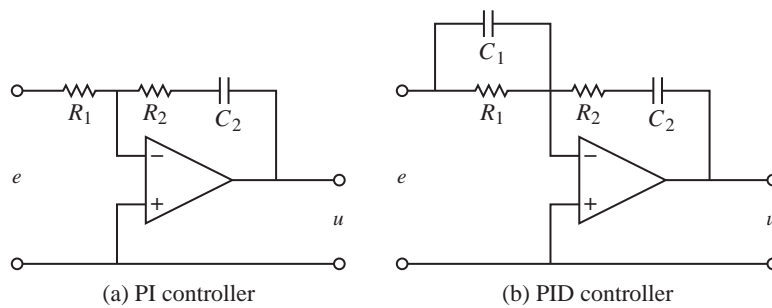 R1
R2
C2
−
+
e
u
(a) PI controller
C1
R1
R2
C2
−
+
e
u
(b) PID controller